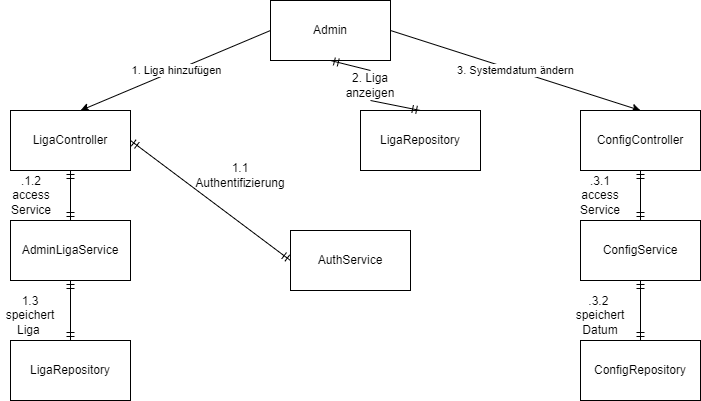 Admin
1. Liga hinzufügen
2. Liga
anzeigen
3. Systemdatum ändern
LigaController
LigaRepository
ConfigController
1.1
Authentifizierung
.1.2
access
Service
.3.1
access
Service
AdminLigaService
AuthService
ConfigService
1.3
speichert
Liga
.3.2
speichert
Datum
LigaRepository
ConfigRepository